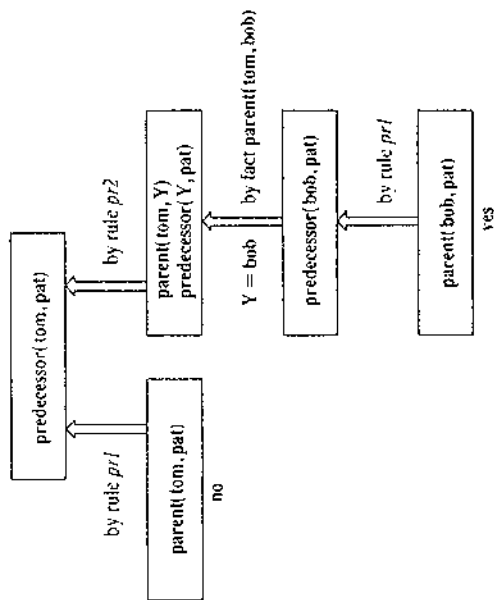 predecessor( tom, pat)
by rule pr1
by rule pr2
parent(tom, pat)
no
parent( tom, Y)
predecessor( Y, pat)
Y = bob
by fact parent( tom, bob)
predecessor( bob, pat)
by rule pr1
parent( bob, pat)
yes